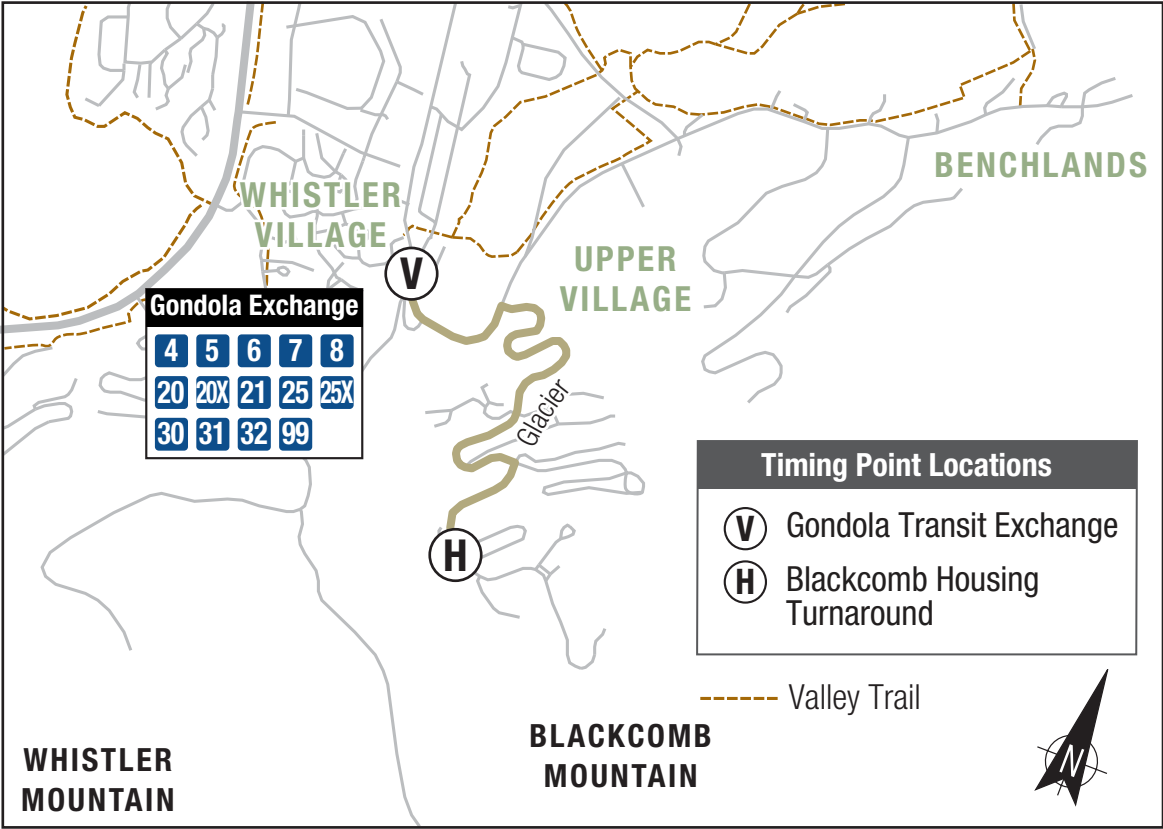 BENCHLANDS
WHISTLER
VILLAGE
UPPER
VILLAGE
V
Gondola Exchange
4 5 6 7 8
20 20X 21 25 25X
30 31 32 99
Glacier
H
Timing Point Locations
V Gondola Transit Exchange
H Blackcomb Housing
Turnaround
Valley Trail
BLACKCOMB
MOUNTAIN
WHISTLER
MOUNTAIN
N